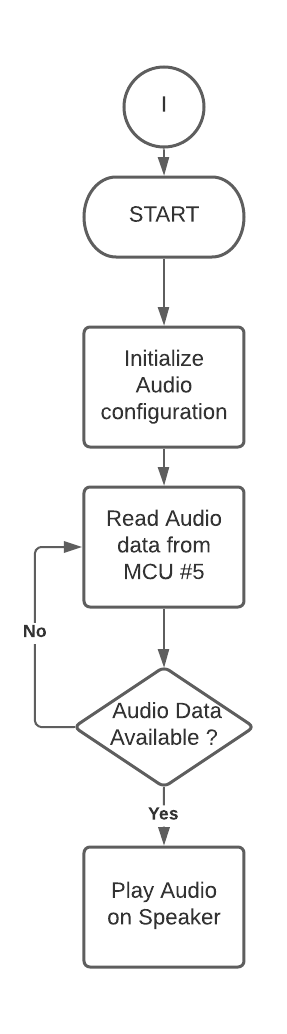 I
START
Initialize
Audio
configuration
Read Audio
data from
MCU #5
No
Audio Data
Available ?
Yes
Play Audio
on Speaker